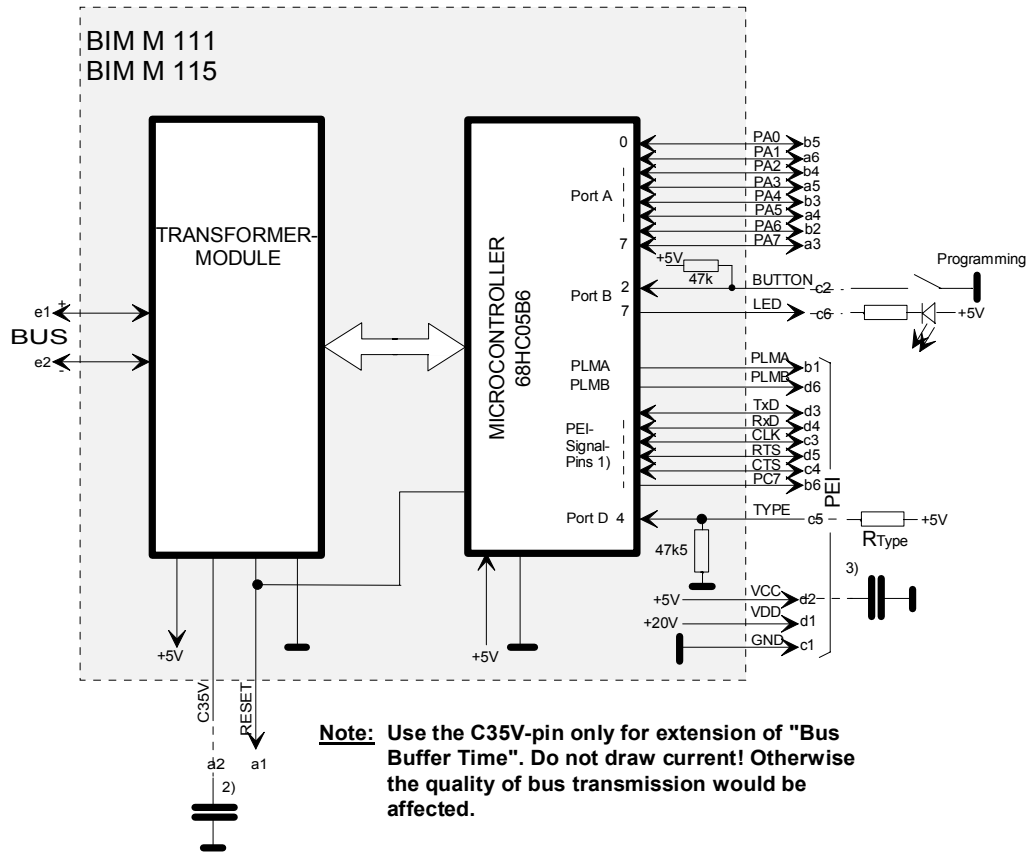 BIM M 111
BIM M 115
TRANSFORMER-
MODULE
MICROCONTROLLER
68HC05B6
BUS
e1
+
e2
-
0
Port A
7
PA0
b5
PA1
a6
PA2
b4
PA3
a5
PA4
b3
PA5
a4
PA6
b2
PA7
a3
+5V
47k
Port B
2
BUTTON
c2
Programming
7
LED
c6
+5V
PLMA
PLMA
b1
PLMB
PLMB
d6
PEI-
Signal-
Pins 1)
TxD
d3
RxD
d4
CLK
c3
RTS
d5
CTS
c4
PC7
b6
PEI
Port D 4
TYPE
c5
+5V
RType
47k5
3)
+5V
VCC
d2
+20V
VDD
d1
GND
c1
+5V
+5V
C35V
RESET
a2
a1
2)
Note: Use the C35V-pin only for extension of "Bus
Buffer Time". Do not draw current! Otherwise
the quality of bus transmission would be
affected.